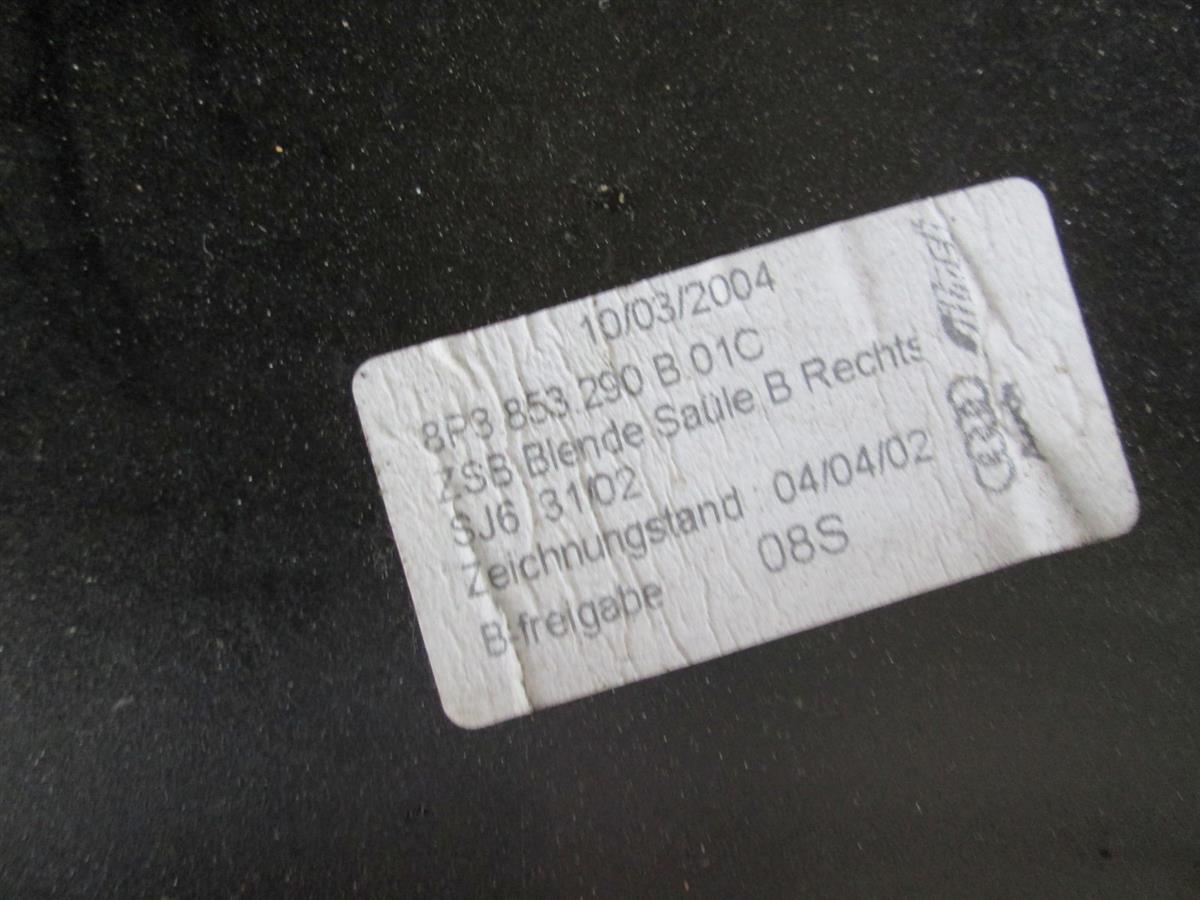 10/03/2004
8P3 853.290 B 01C
ZSB Blende Saüle B Rechts
SJ6 31/02
Zeichnungstand : 04/04/02
B-freigabe 08S